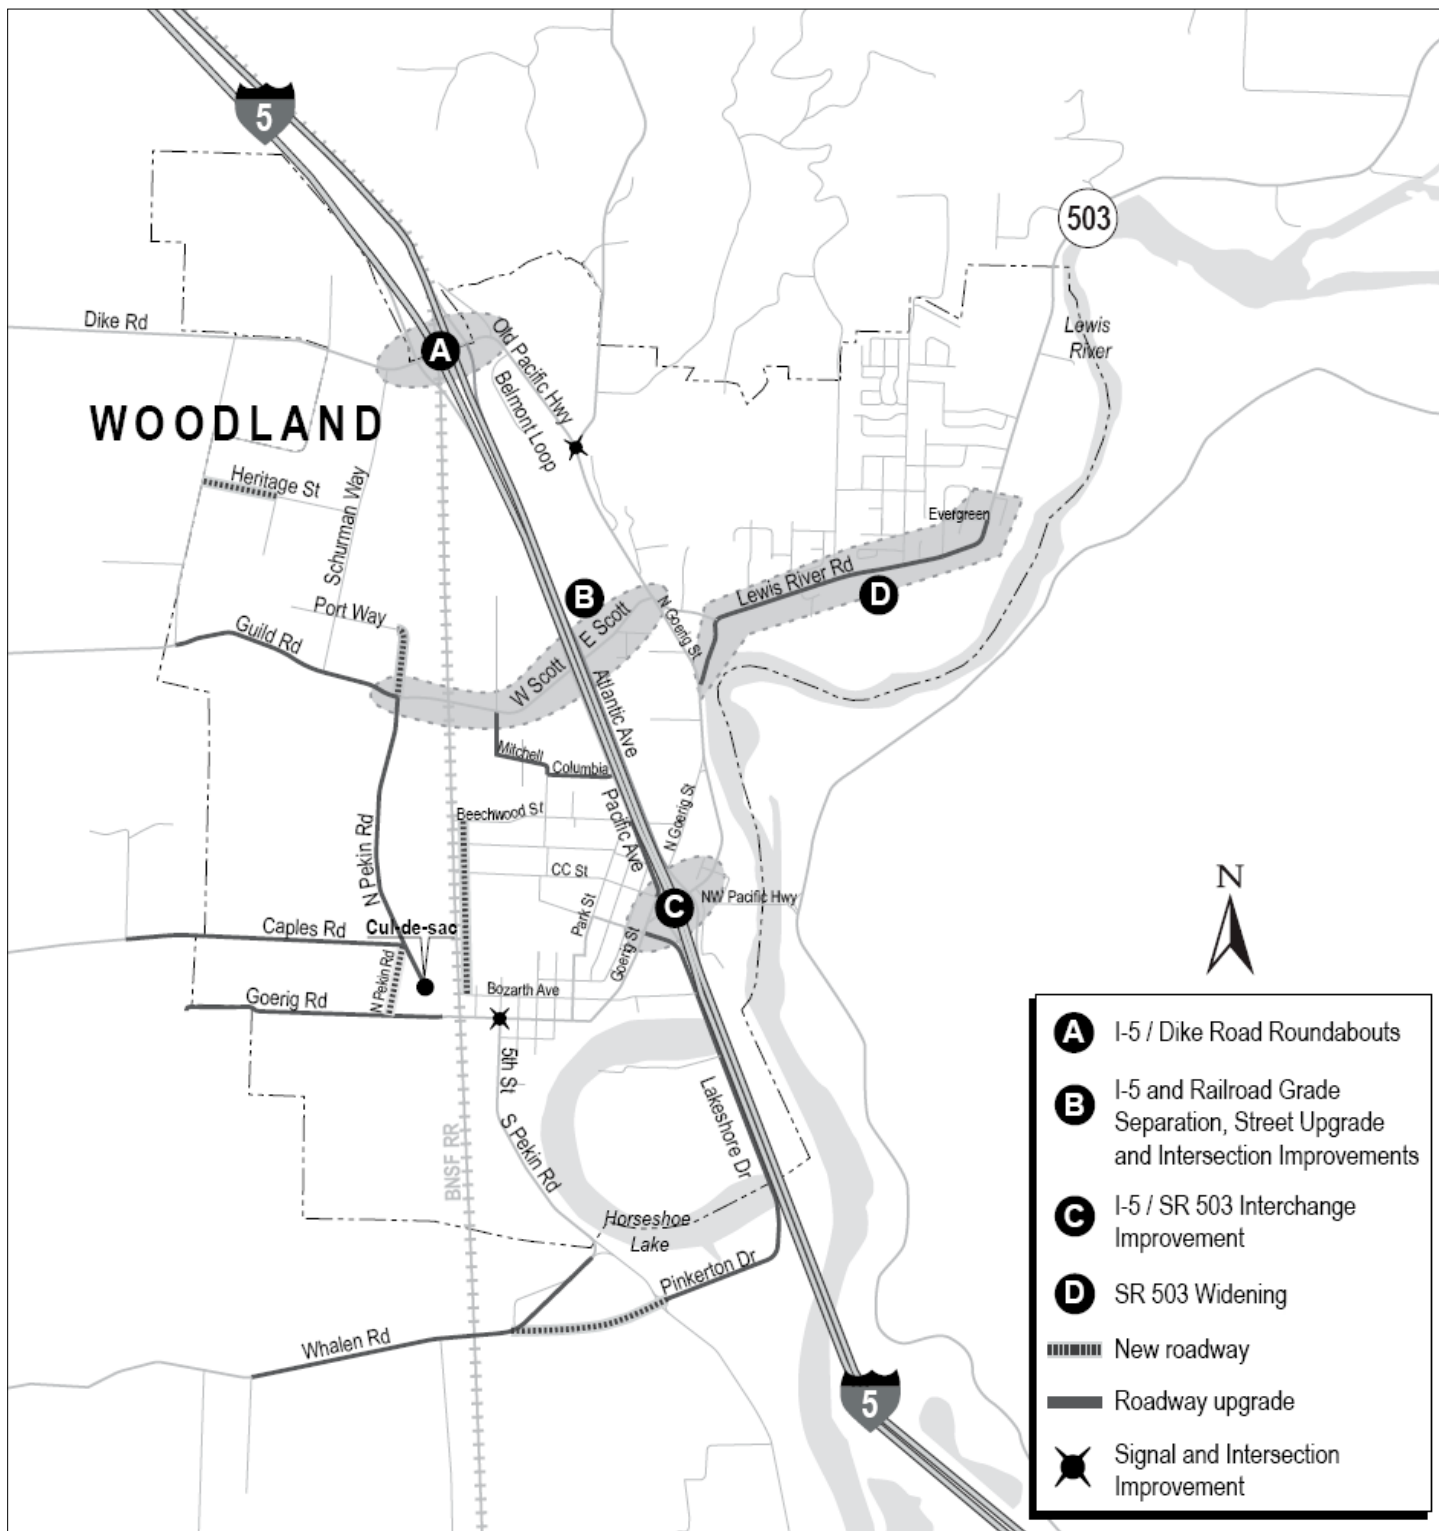 5
503
Lewis
River
Dike Rd
A
Old Pacific Hwy
Belmont Loop
WOODLAND
Heritage St
Schurman Way
Evergreen
Lewis River Rd
D
B
Port Way
Guild Rd
E Scott
W Scott
N Goerig St
Atlantic Ave
Mitchell
Columbia
Pacific Ave
N Goerig St
Beechwood St
N Pekin Rd
CC St
C
NW Pacific Hwy
Park St
Goerig St
Caples Rd
Cul-de-sac
N Pekin Rd
Goerig Rd
Bozarth Ave
5th St
S Pekin Rd
Lakeshore Dr
BNSF RR
Horseshoe
Lake
Pinkerton Dr
Whalen Rd
5
N
A I-5 / Dike Road Roundabouts
B I-5 and Railroad Grade
Separation, Street Upgrade
and Intersection Improvements
C I-5 / SR 503 Interchange
Improvement
D SR 503 Widening
New roadway
Roadway upgrade
Signal and Intersection
Improvement